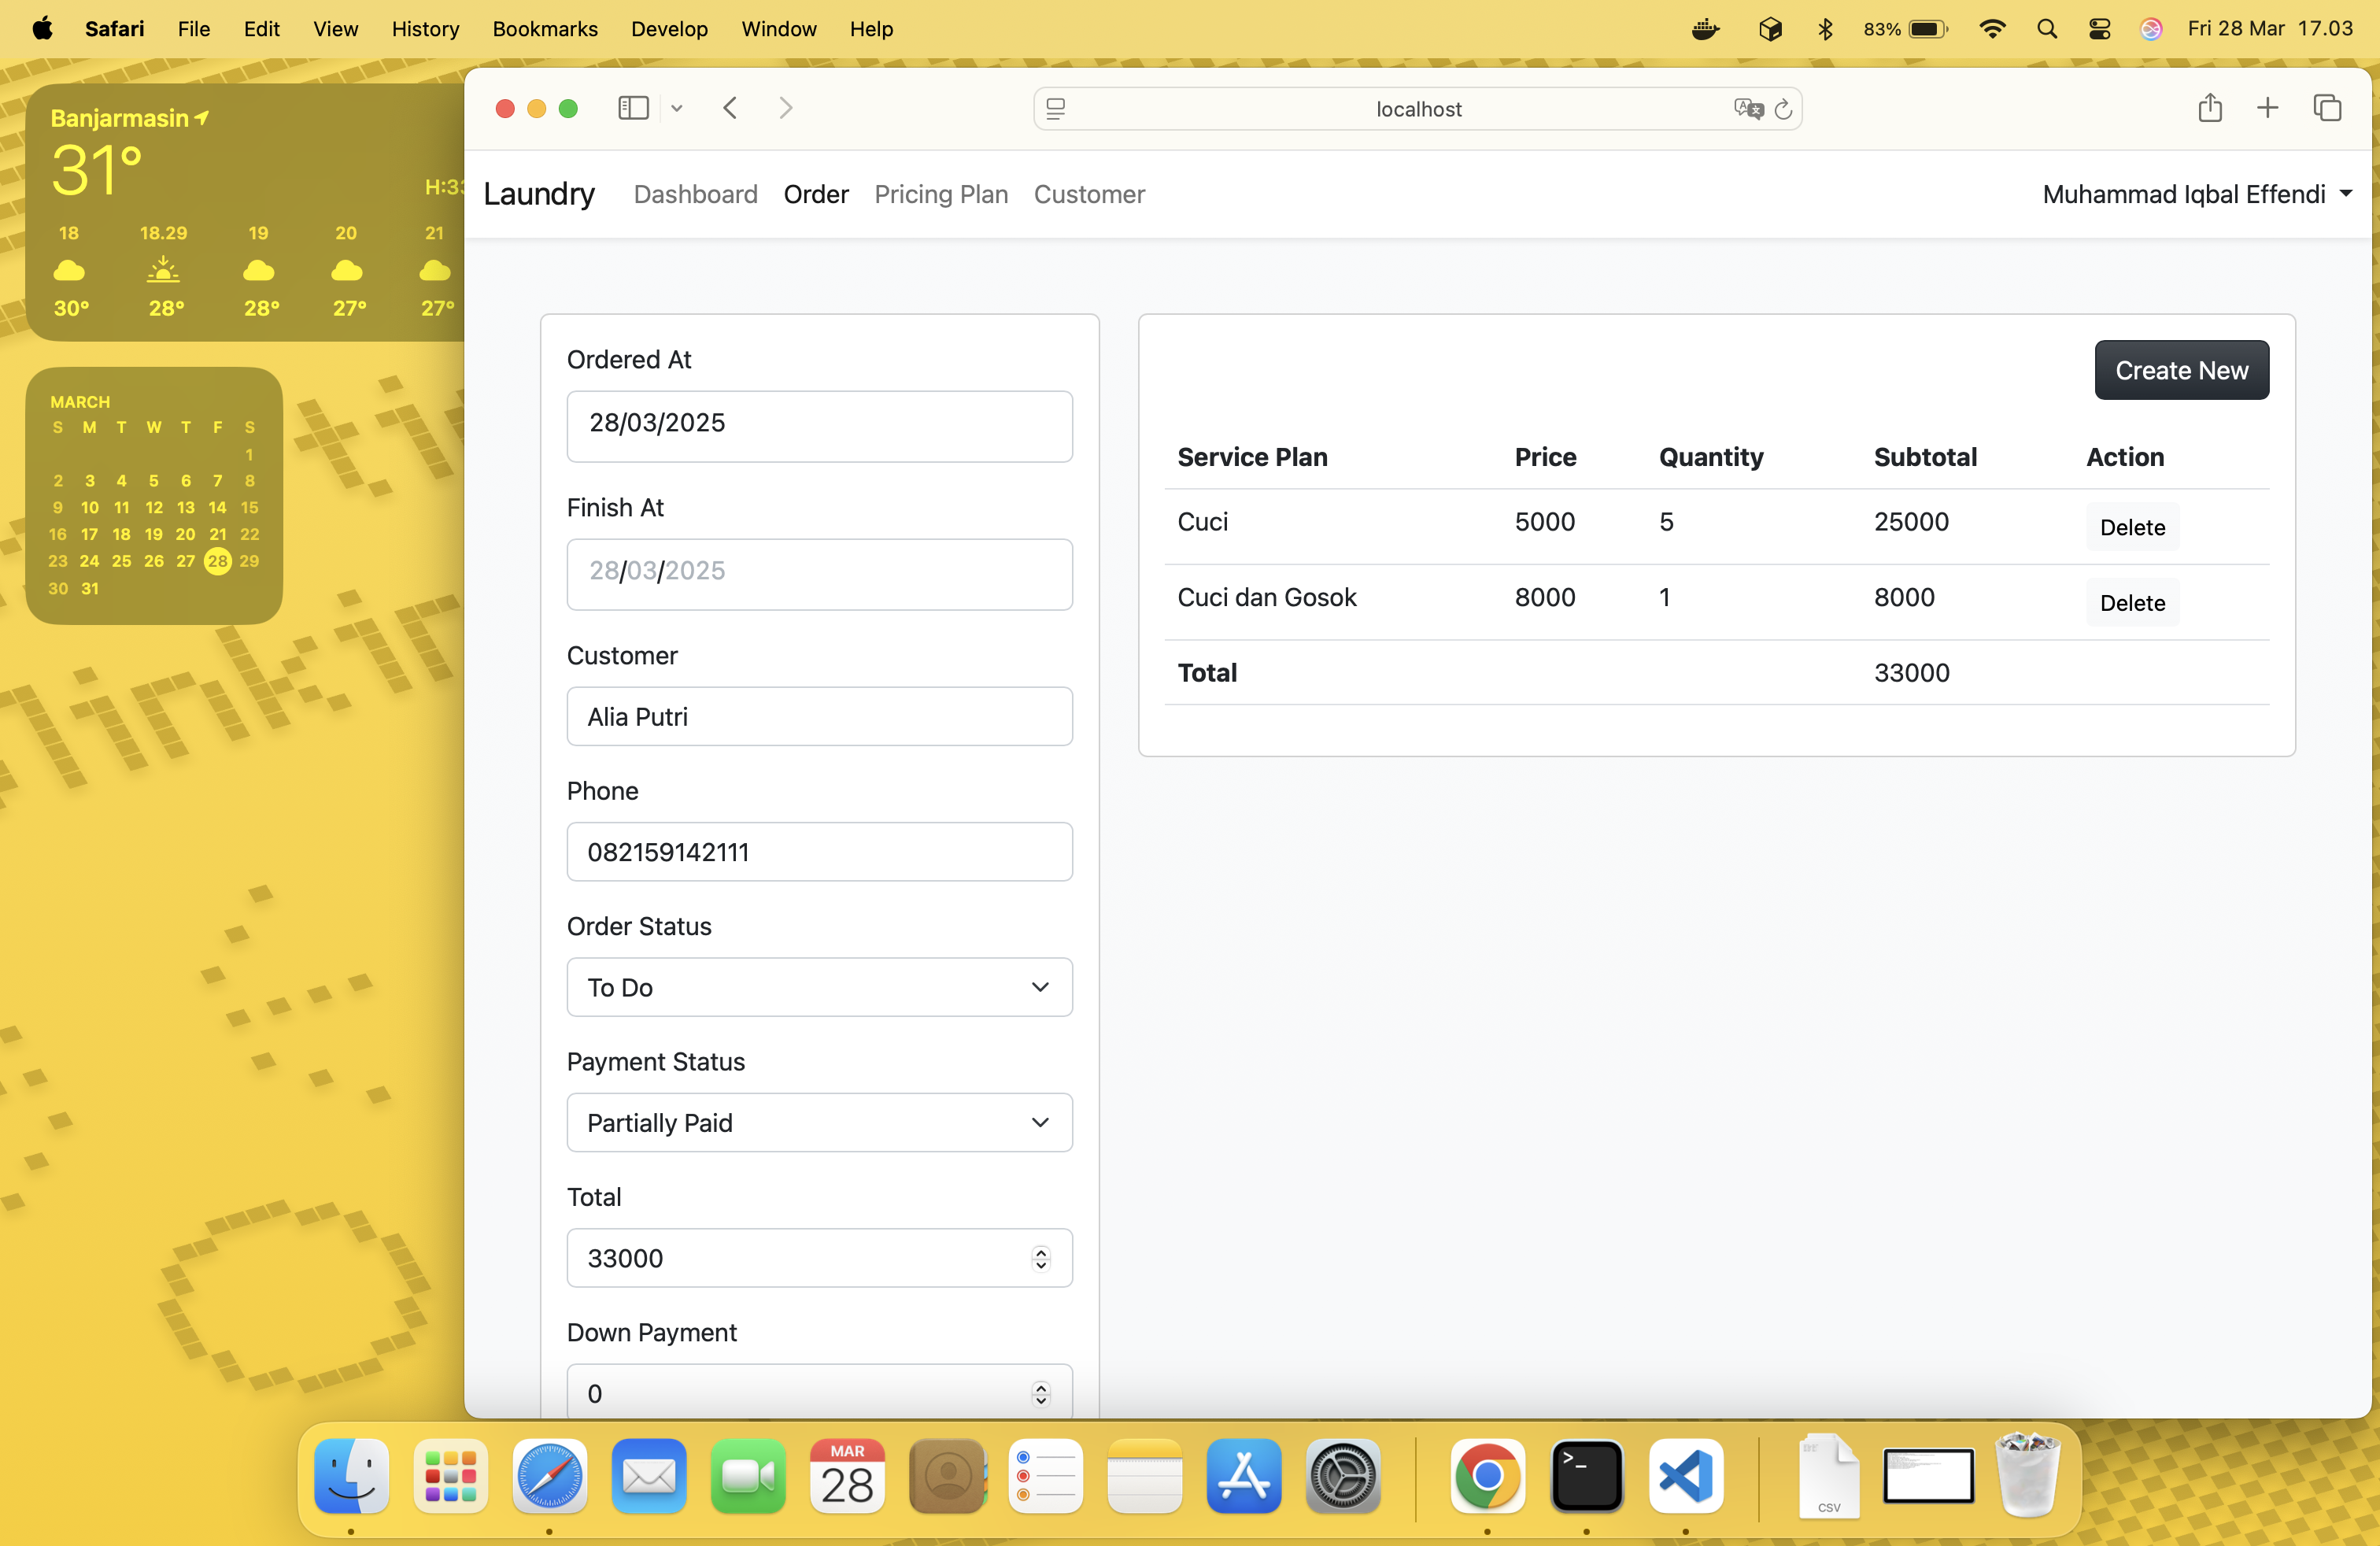 Safari File Edit View History Bookmarks Develop Window Help 83% Fri 28 Mar 17.03
Banjarmasin
31°
H:33
18 18.29 19 20 21
30° 28° 28° 27° 27°
MARCH
S M T W T F S
1
2 3 4 5 6 7 8
9 10 11 12 13 14 15
16 17 18 19 20 21 22
23 24 25 26 27 28 29
30 31
localhost
Laundry Dashboard Order Pricing Plan Customer Muhammad Iqbal Effendi
Ordered At
28/03/2025
Finish At
28/03/2025
Customer
Alia Putri
Phone
082159142111
Order Status
To Do
Payment Status
Partially Paid
Total
33000
Down Payment
0
Create New
Service Plan Price Quantity Subtotal Action
Cuci 5000 5 25000 Delete
Cuci dan Gosok 8000 1 8000 Delete
Total 33000
MAR
28
>_
CSV